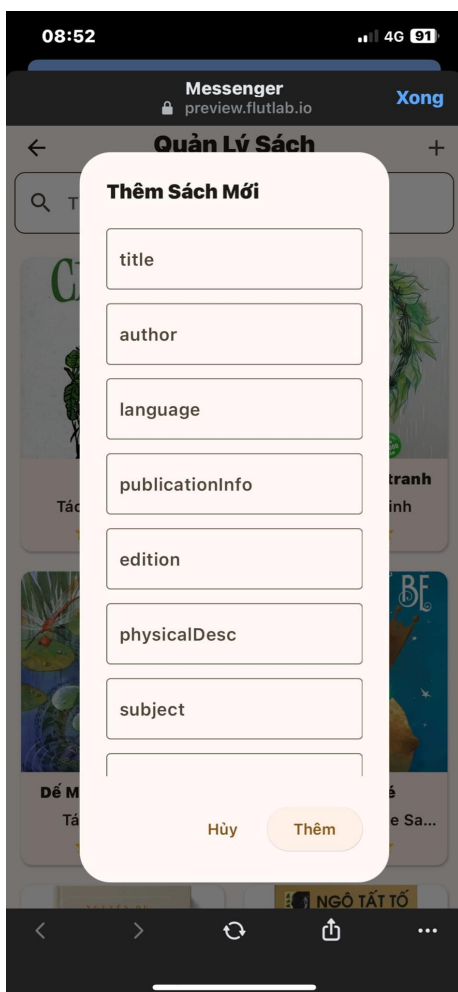 08:52
4G 91
Messenger
preview.flutlab.io
Xong
Quản Lý Sách
T
Thêm Sách Mới
title
author
language
publicationInfo
edition
physicalDesc
subject
Hủy
Thêm
C
tranh
Tác
inh
BE
Dế M
é
Tá
e Sa...
NGÔ TẤT TỐ